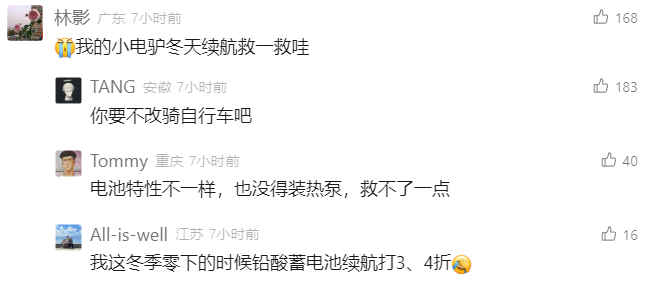 林影 广东 7小时前 168
😭我的小电驴冬天续航救一救哇
TANG 安徽 7小时前 183
你要不改骑自行车吧
Tommy 重庆 7小时前 40
电池特性不一样，也没得装热泵，救不了一点
All-is-well 江苏 7小时前 16
我这冬季零下的时候铅酸蓄电池续航打3、4折🤣